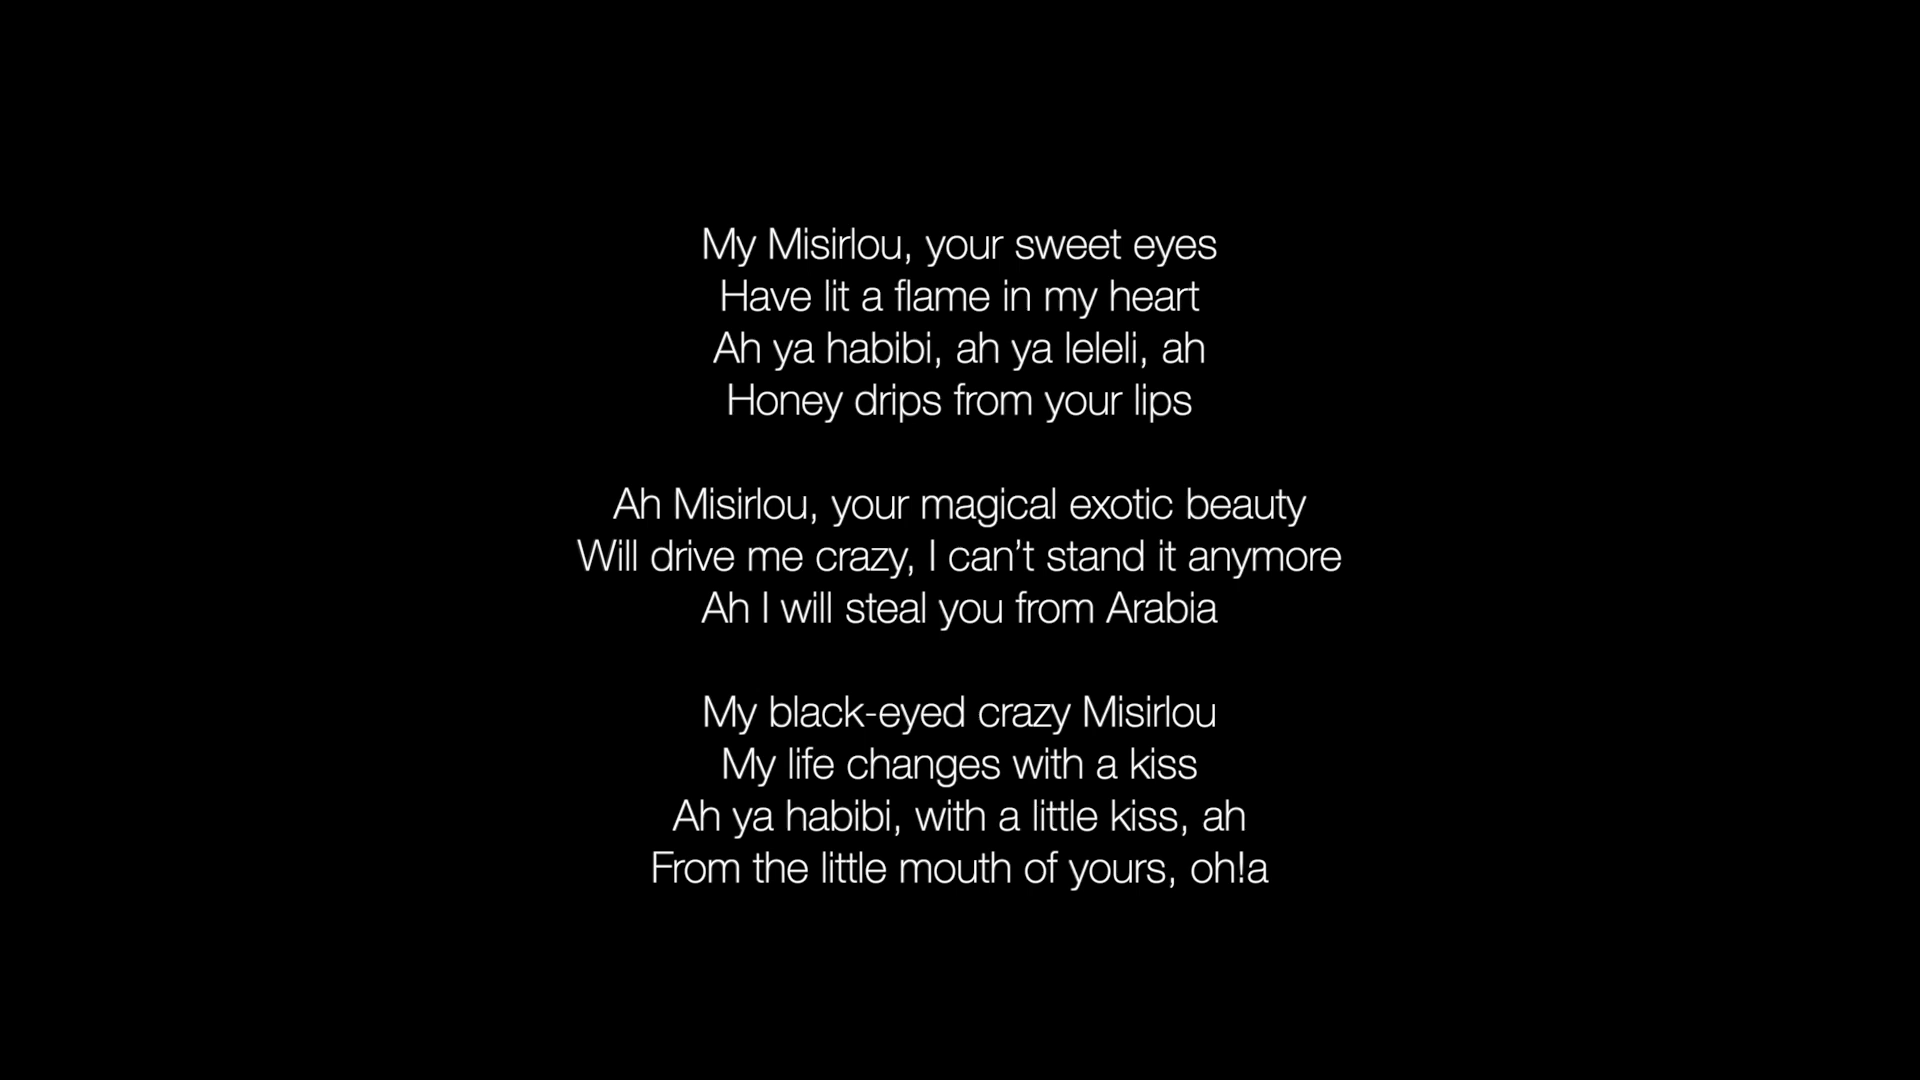 My Misirlou, your sweet eyes
Have lit a flame in my heart
Ah ya habibi, ah ya leleli, ah
Honey drips from your lips
Ah Misirlou, your magical exotic beauty
Will drive me crazy, I can’t stand it anymore
Ah I will steal you from Arabia
My black-eyed crazy Misirlou
My life changes with a kiss
Ah ya habibi, with a little kiss, ah
From the little mouth of yours, oh!a